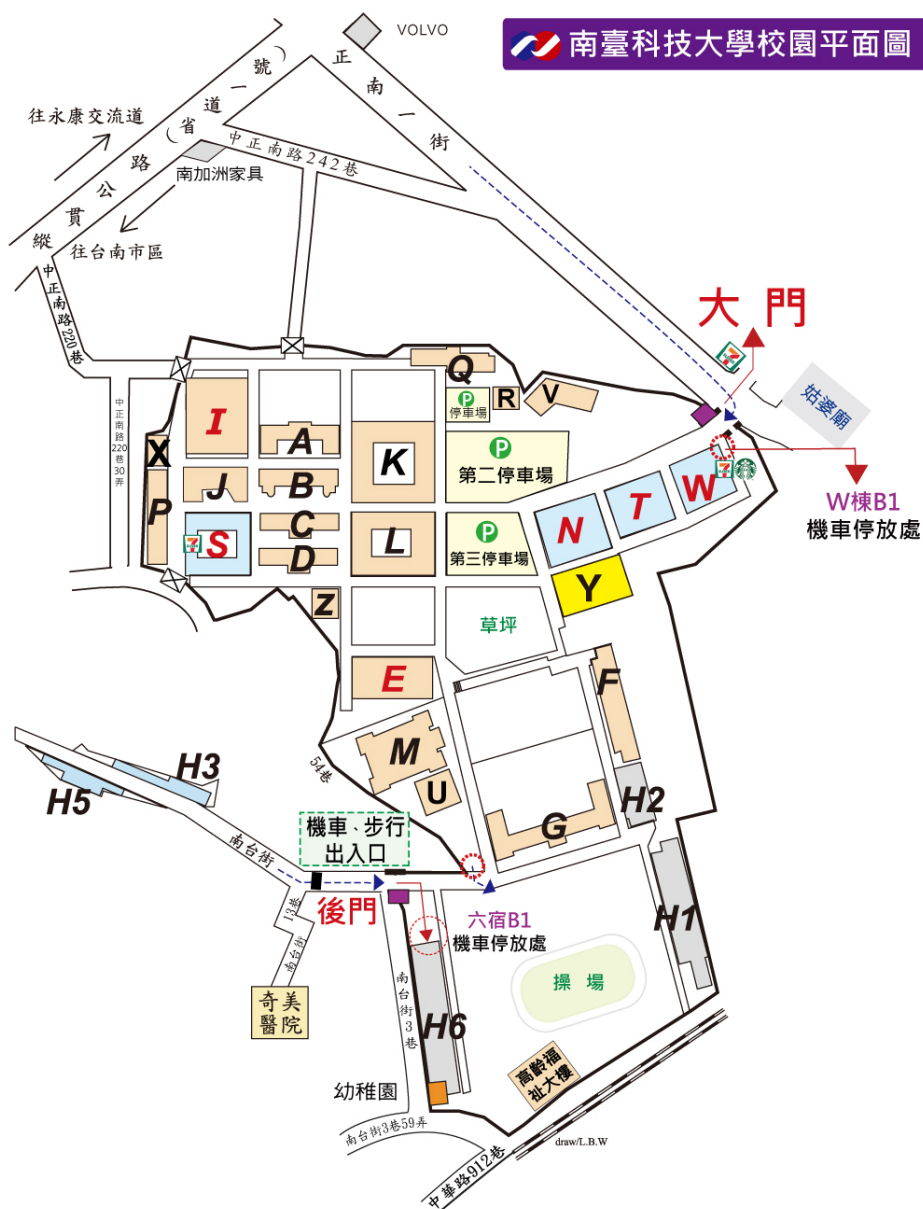 VOLVO
南臺科技大學校園平面圖
正南一街
縱貫公路(省道一號)
往永康交流道
南加洲家具
中正南路242巷
往台南市區
中正南路220巷
大門
7
姑婆廟
Q
停車場
R
V
中正南路220巷30弄
I
A
K
第二停車場
W
7
W棟B1
機車停放處
X
J
B
P
T
N
C
S
7
D
L
第三停車場
Y
Z
草坪
E
F
M
U
54巷
H3
H5
H2
G
機車、步行
出入口
南台街
後門
13巷
南台街
H1
六宿B1
機車停放處
奇美
醫院
南台街3巷
操場
H6
高齡福
祉大樓
幼稚園
南台街3巷59弄
draw/L.B.W
中華路912巷
P
P
P